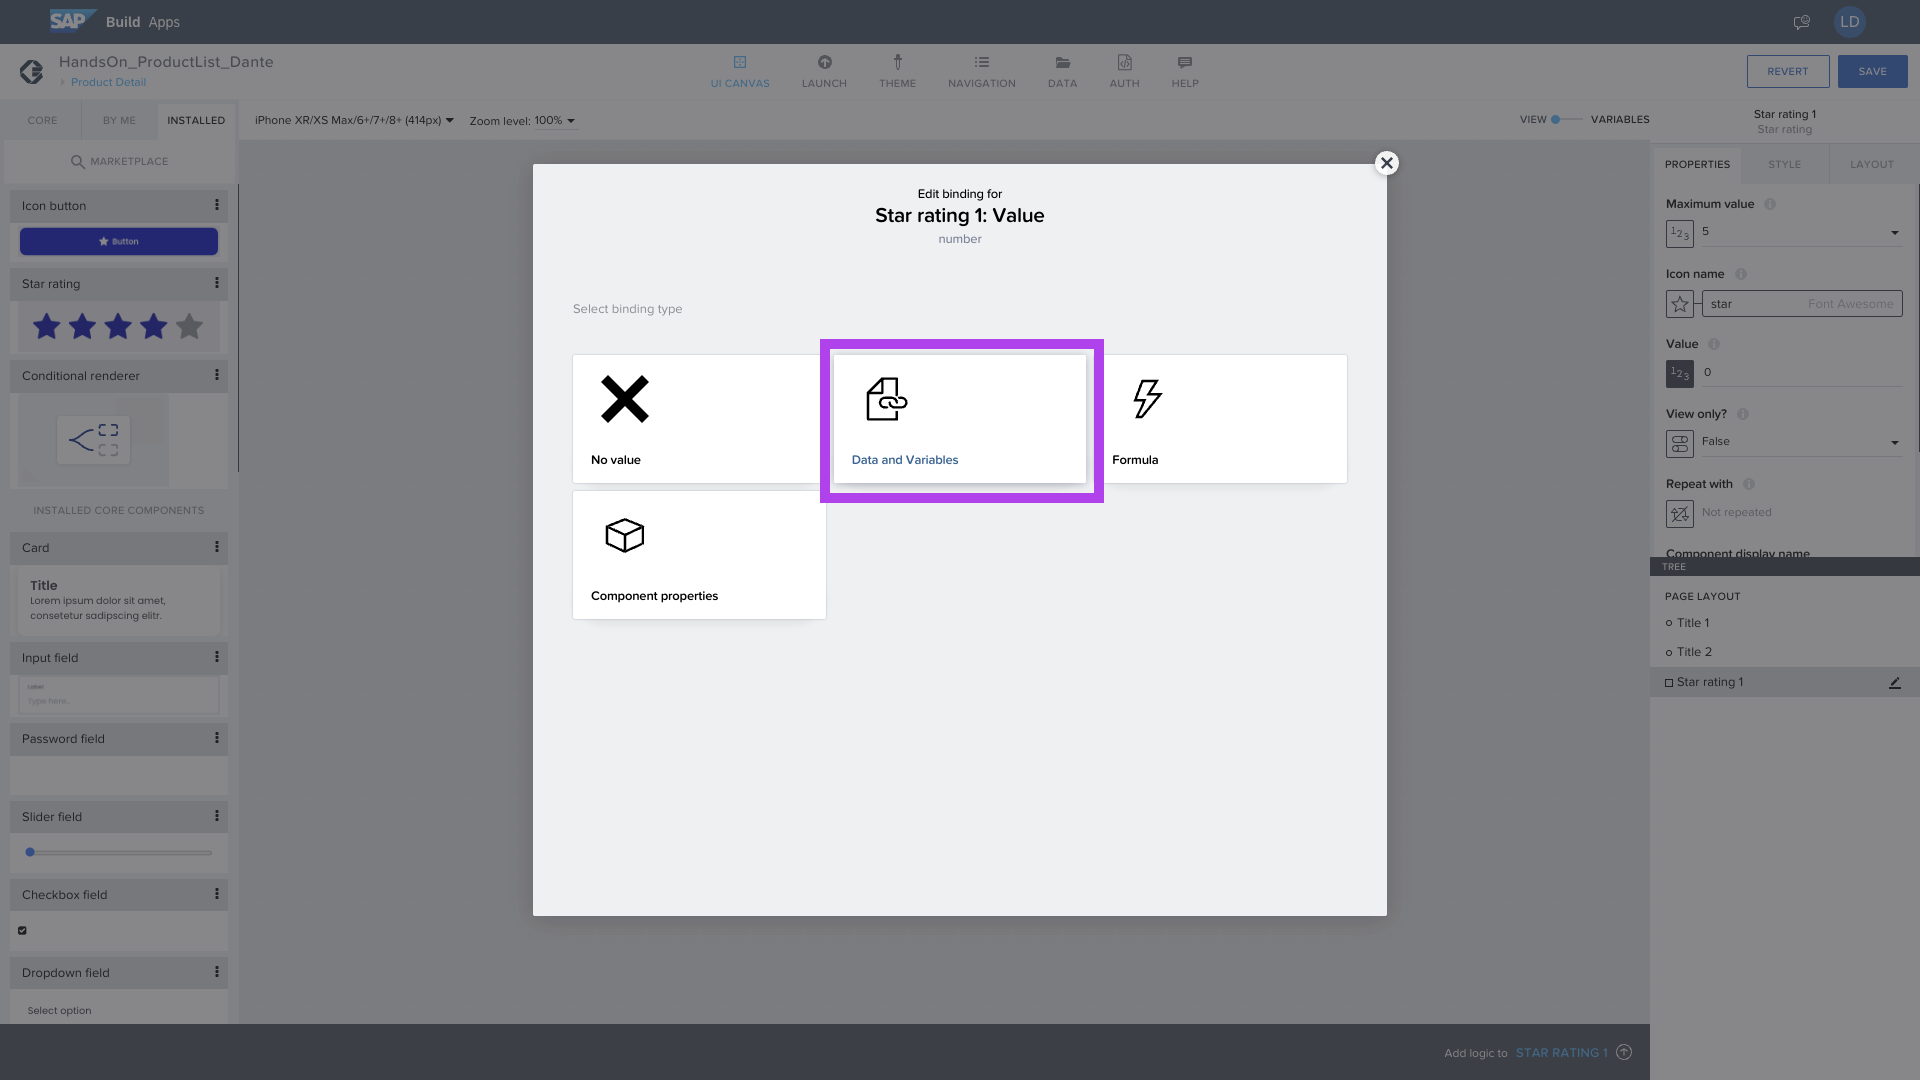 SAP Build Apps
LD
HandsOn_ProductList_Dante
Product Detail
UI CANVAS
LAUNCH
THEME
NAVIGATION
DATA
AUTH
HELP
REVERT
SAVE
CORE
BY ME
INSTALLED
iPhone XR/XS Max/6+/7+/8+ (414px)
Zoom level: 100%
VIEW
VARIABLES
Star rating 1
Star rating
MARKETPLACE
Icon button
Button
Star rating
Conditional renderer
INSTALLED CORE COMPONENTS
Card
Title
Lorem ipsum dolor sit amet,
consetetur sadipscing elitr.
Input field
Label
Type here...
Password field
Slider field
Checkbox field
Dropdown field
Select option
Edit binding for
Star rating 1: Value
number
Select binding type
No value
Data and Variables
Formula
Component properties
PROPERTIES
STYLE
LAYOUT
Maximum value
123
5
Icon name
star
Font Awesome
Value
123
0
View only?
False
Repeat with
Not repeated
Component display name
TREE
PAGE LAYOUT
Title 1
Title 2
Star rating 1
Add logic to STAR RATING 1